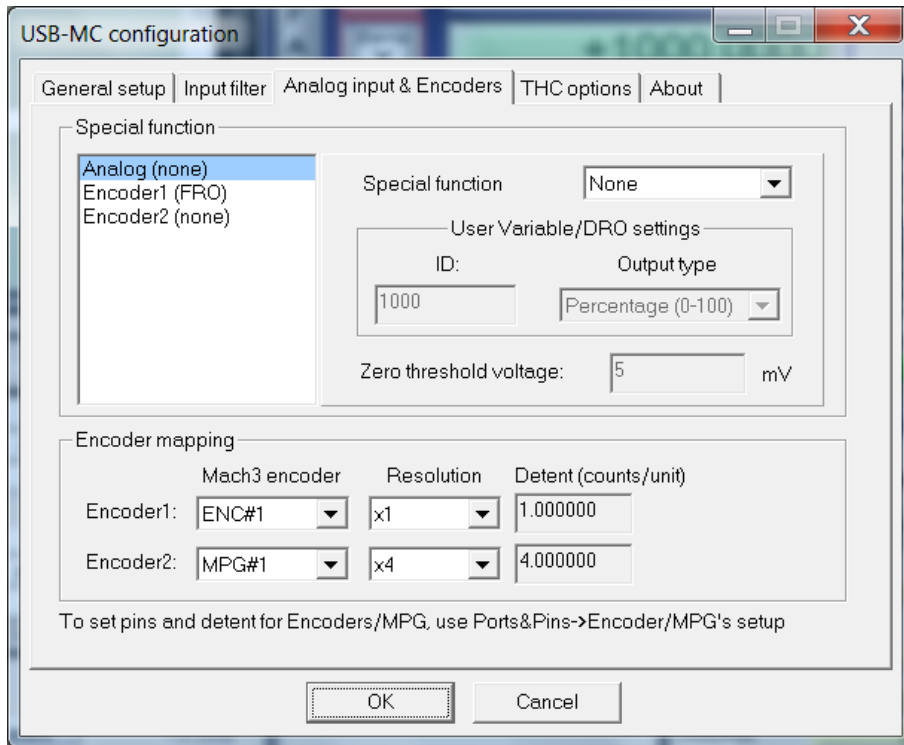 USB-MC configuration
General setup Input filter Analog input & Encoders THC options About
Special function
Analog (none)
Encoder1 (FRO)
Encoder2 (none)
Special function None
User Variable/DRO settings
ID: Output type
1000 Percentage (0-100)
Zero threshold voltage: 5 mV
Encoder mapping
Mach3 encoder Resolution Detent (counts/unit)
Encoder1: ENC#1 x1 1.000000
Encoder2: MPG#1 x4 4.000000
To set pins and detent for Encoders/MPG, use Ports&Pins->Encoder/MPG's setup
OK Cancel